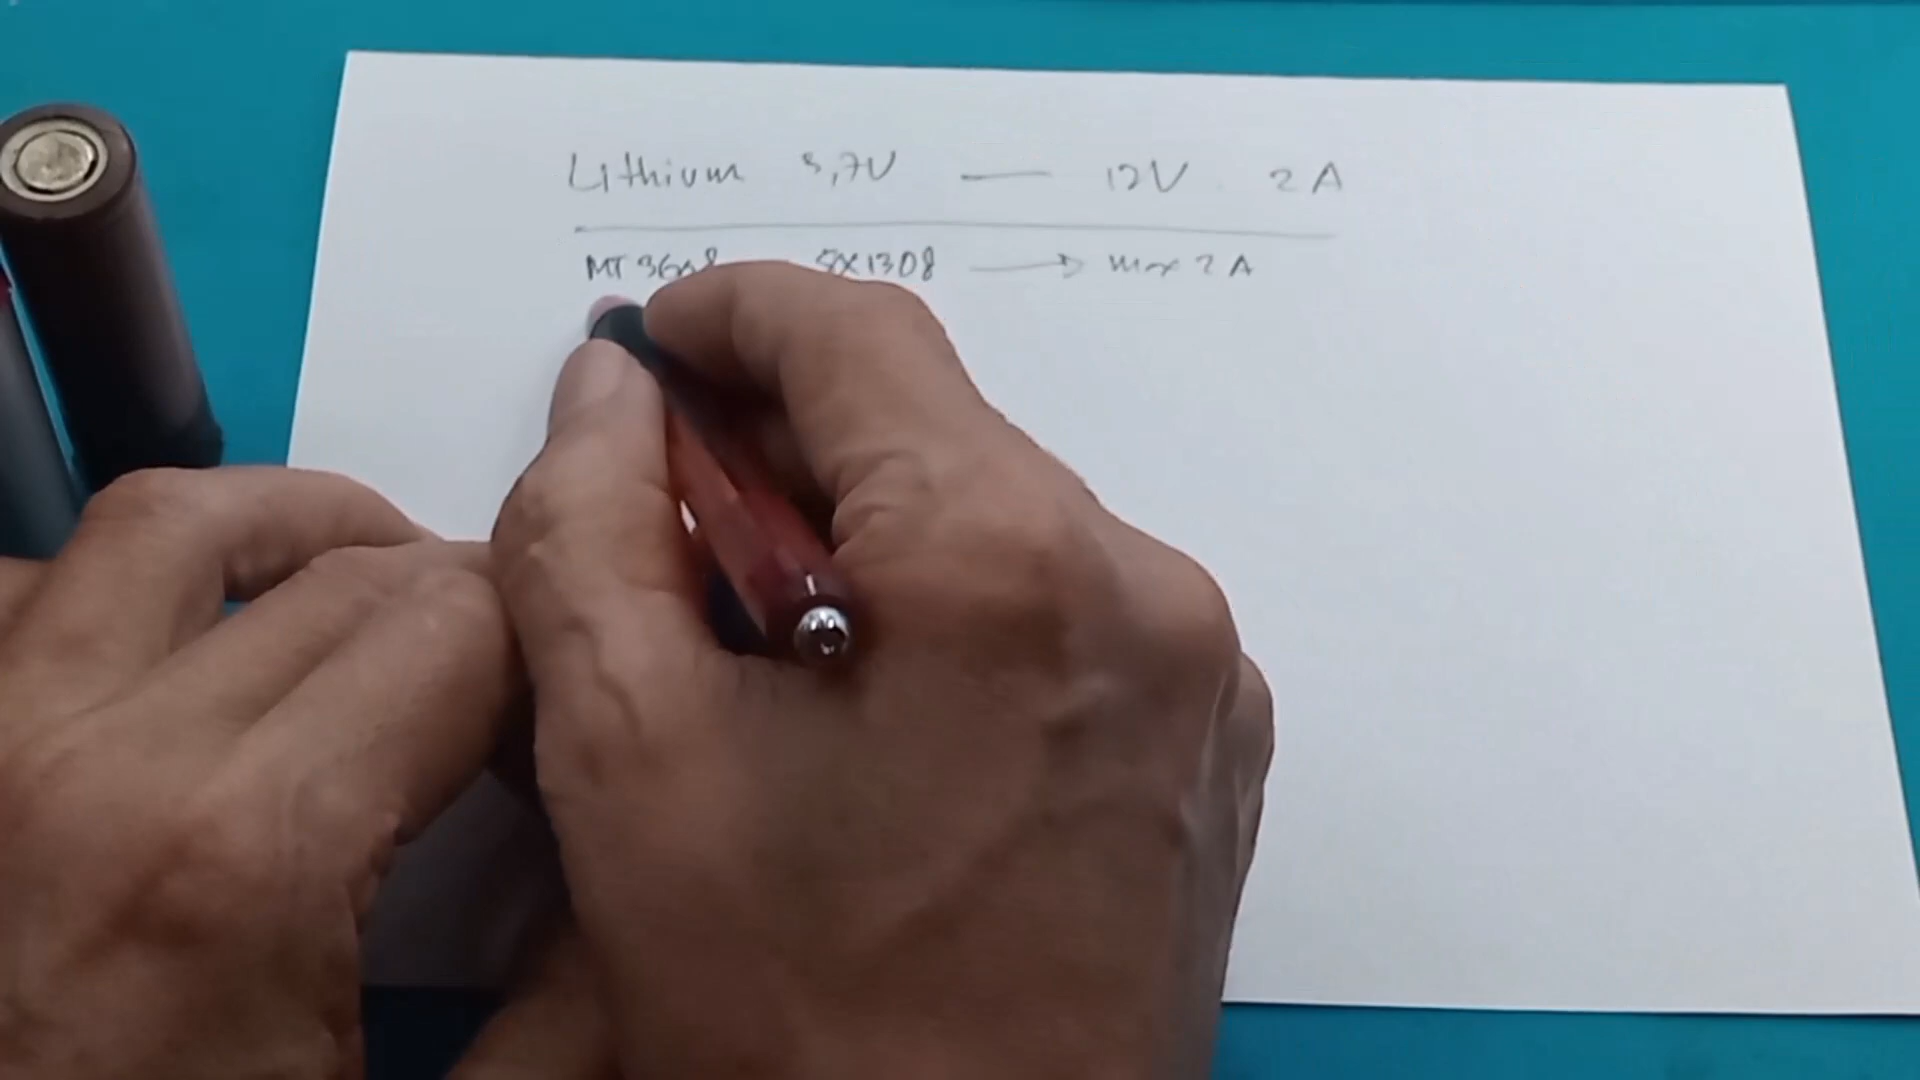 Lithium 3,7V — 12V 2A
MT3608 SX1308 → max 2A